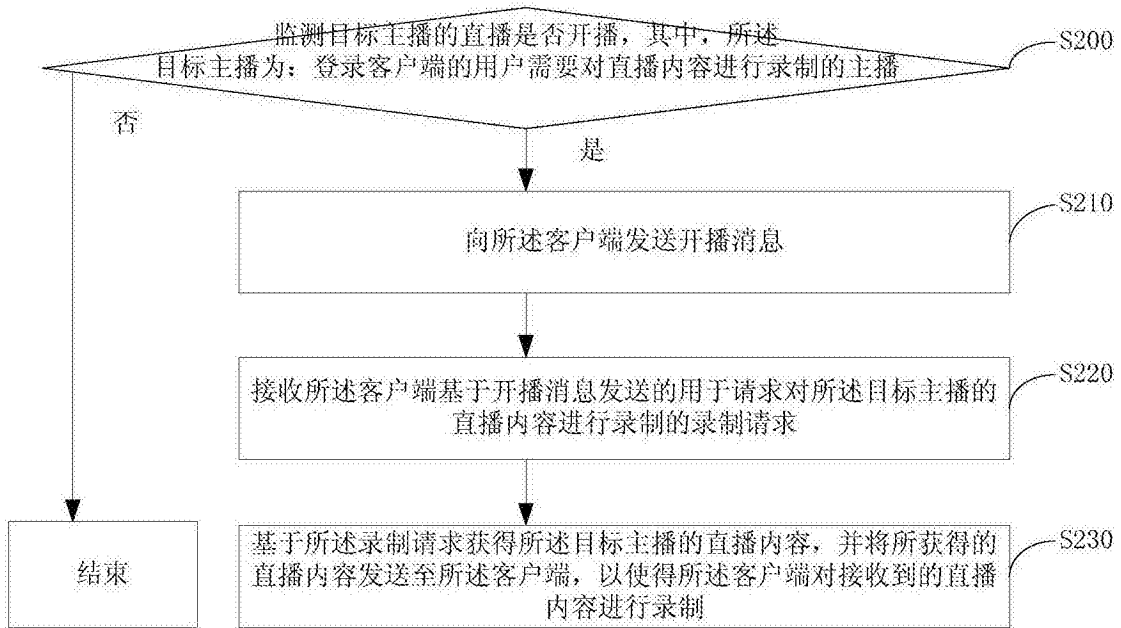 监测目标主播的直播是否开播，其中，所述
目标主播为：登录客户端的用户需要对直播内容进行录制的主播
S200
否
是
S210
向所述客户端发送开播消息
S220
接收所述客户端基于开播消息发送的用于请求对所述目标主播的
直播内容进行录制的录制请求
S230
基于所述录制请求获得所述目标主播的直播内容，并将所获得的
直播内容发送至所述客户端，以使得所述客户端对接收到的直播
内容进行录制
结束